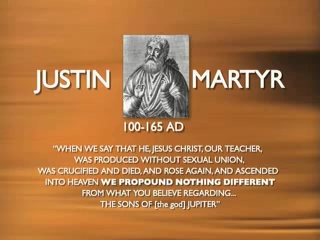 JUSTIN MARTYR
100-165 AD
"WHEN WE SAY THAT HE, JESUS CHRIST, OUR TEACHER,
WAS PRODUCED WITHOUT SEXUAL UNION,
WAS CRUCIFIED AND DIED, AND ROSE AGAIN, AND ASCENDED
INTO HEAVEN WE PROPOUND NOTHING DIFFERENT
FROM WHAT YOU BELIEVE REGARDING...
THE SONS OF [the god] JUPITER"